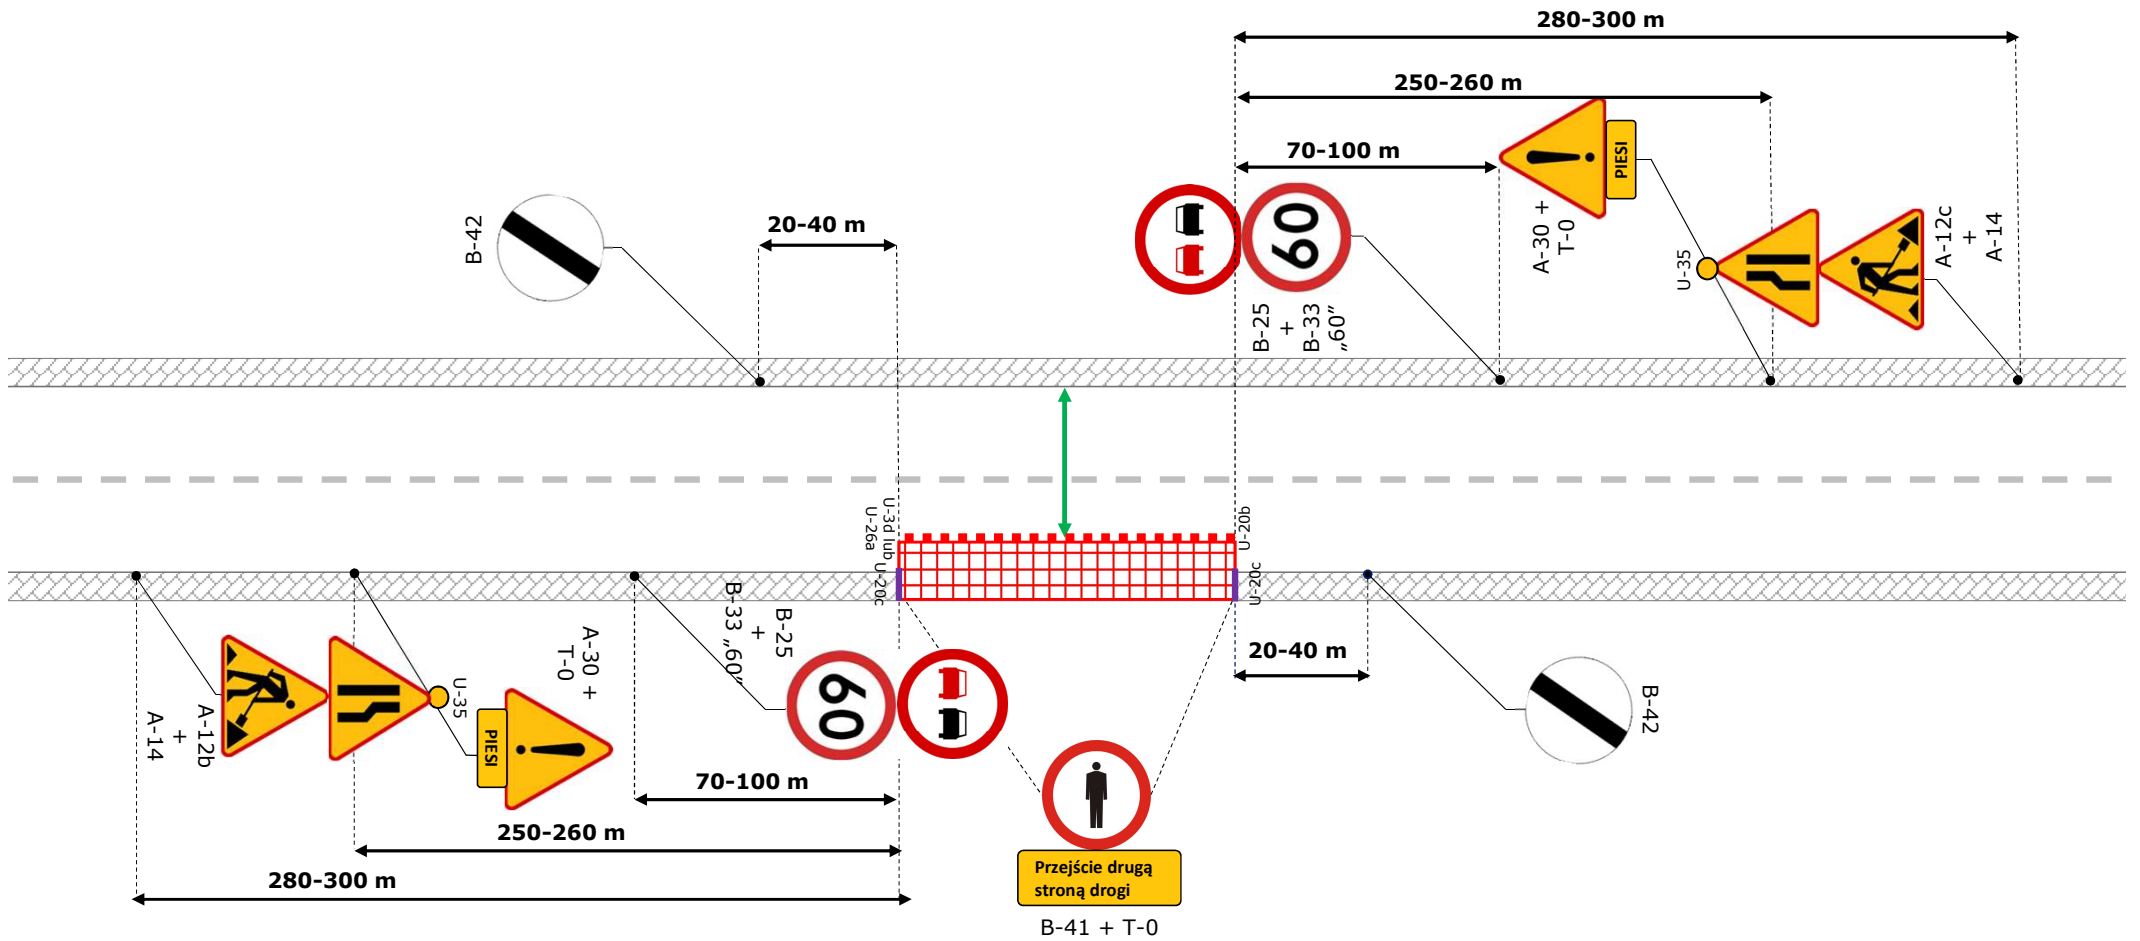 280-300 m
250-260 m
70-100 m
PIESI
A-30 +
T-0
A-12c
+
A-14
U-35
B-42
20-40 m
60
B-25
+
B-33
„60”
U-3d lub
U-26a
U-20c
U-20b
U-20c
B-33 „60”
+
B-25
60
A-30 +
T-0
PIESI
U-35
A-12b
+
A-14
20-40 m
B-42
70-100 m
250-260 m
280-300 m
Przejście drugą
stroną drogi
B-41 + T-0